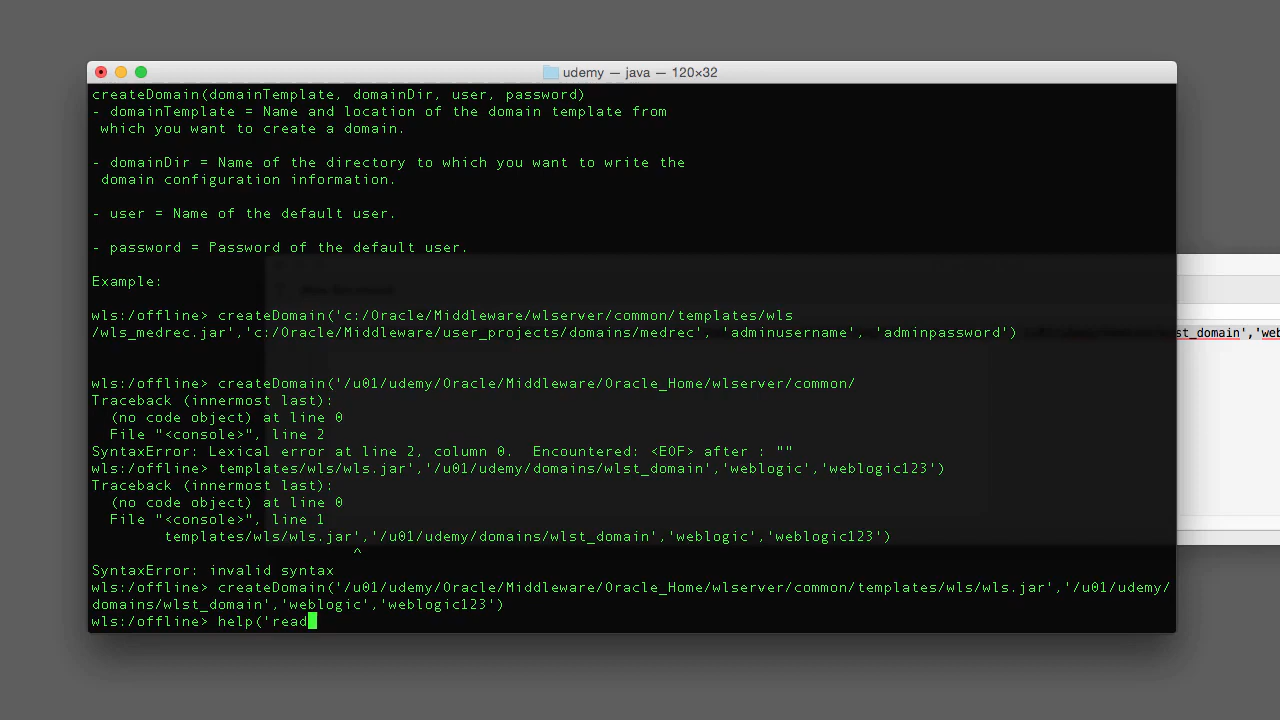 udemy — java — 120×32
createDomain(domainTemplate, domainDir, user, password)
- domainTemplate = Name and location of the domain template from
which you want to create a domain.
- domainDir = Name of the directory to which you want to write the
domain configuration information.
- user = Name of the default user.
- password = Password of the default user.
Example:
wls:/offline> createDomain('c:/Oracle/Middleware/wlserver/common/templates/wls
/wls_medrec.jar','c:/Oracle/Middleware/user_projects/domains/medrec', 'adminusername', 'adminpassword')
st_domain','web
wls:/offline> createDomain('/u01/udemy/Oracle/Middleware/Oracle_Home/wlserver/common/
Traceback (innermost last):
(no code object) at line 0
File "<console>", line 2
SyntaxError: Lexical error at line 2, column 0.  Encountered: <EOF> after : ""
wls:/offline> templates/wls/wls.jar','/u01/udemy/domains/wlst_domain','weblogic','weblogic123')
Traceback (innermost last):
(no code object) at line 0
File "<console>", line 1
templates/wls/wls.jar','/u01/udemy/domains/wlst_domain','weblogic','weblogic123')
^
SyntaxError: invalid syntax
wls:/offline> createDomain('/u01/udemy/Oracle/Middleware/Oracle_Home/wlserver/common/templates/wls/wls.jar','/u01/udemy/
domains/wlst_domain','weblogic','weblogic123')
wls:/offline> help('read